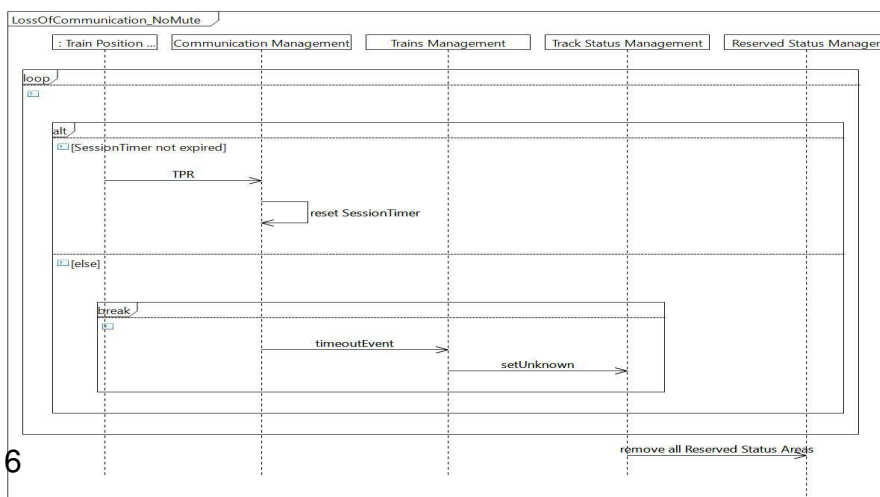 LossOfCommunication_NoMute
: Train Position ... Communication Management Trains Management Track Status Management Reserved Status Manager
loop
alt
[SessionTimer not expired]
TPR
reset SessionTimer
[else]
break
timeoutEvent
setUnknown
remove all Reserved Status Areas
6